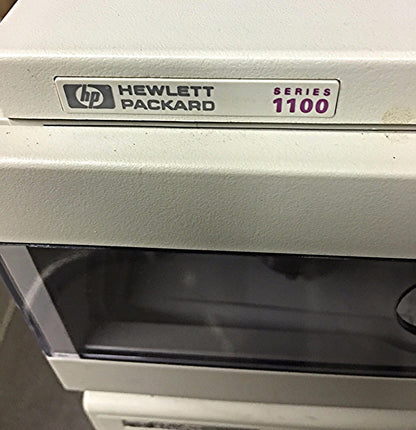 hp HEWLETT PACKARD
SERIES 1100